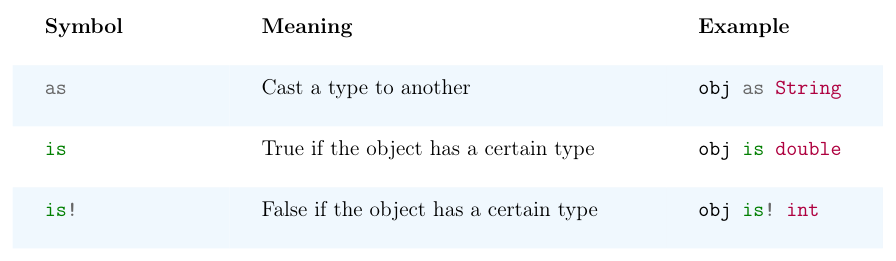 Symbol Meaning Example
as Cast a type to another obj as String
is True if the object has a certain type obj is double
is! False if the object has a certain type obj is! int